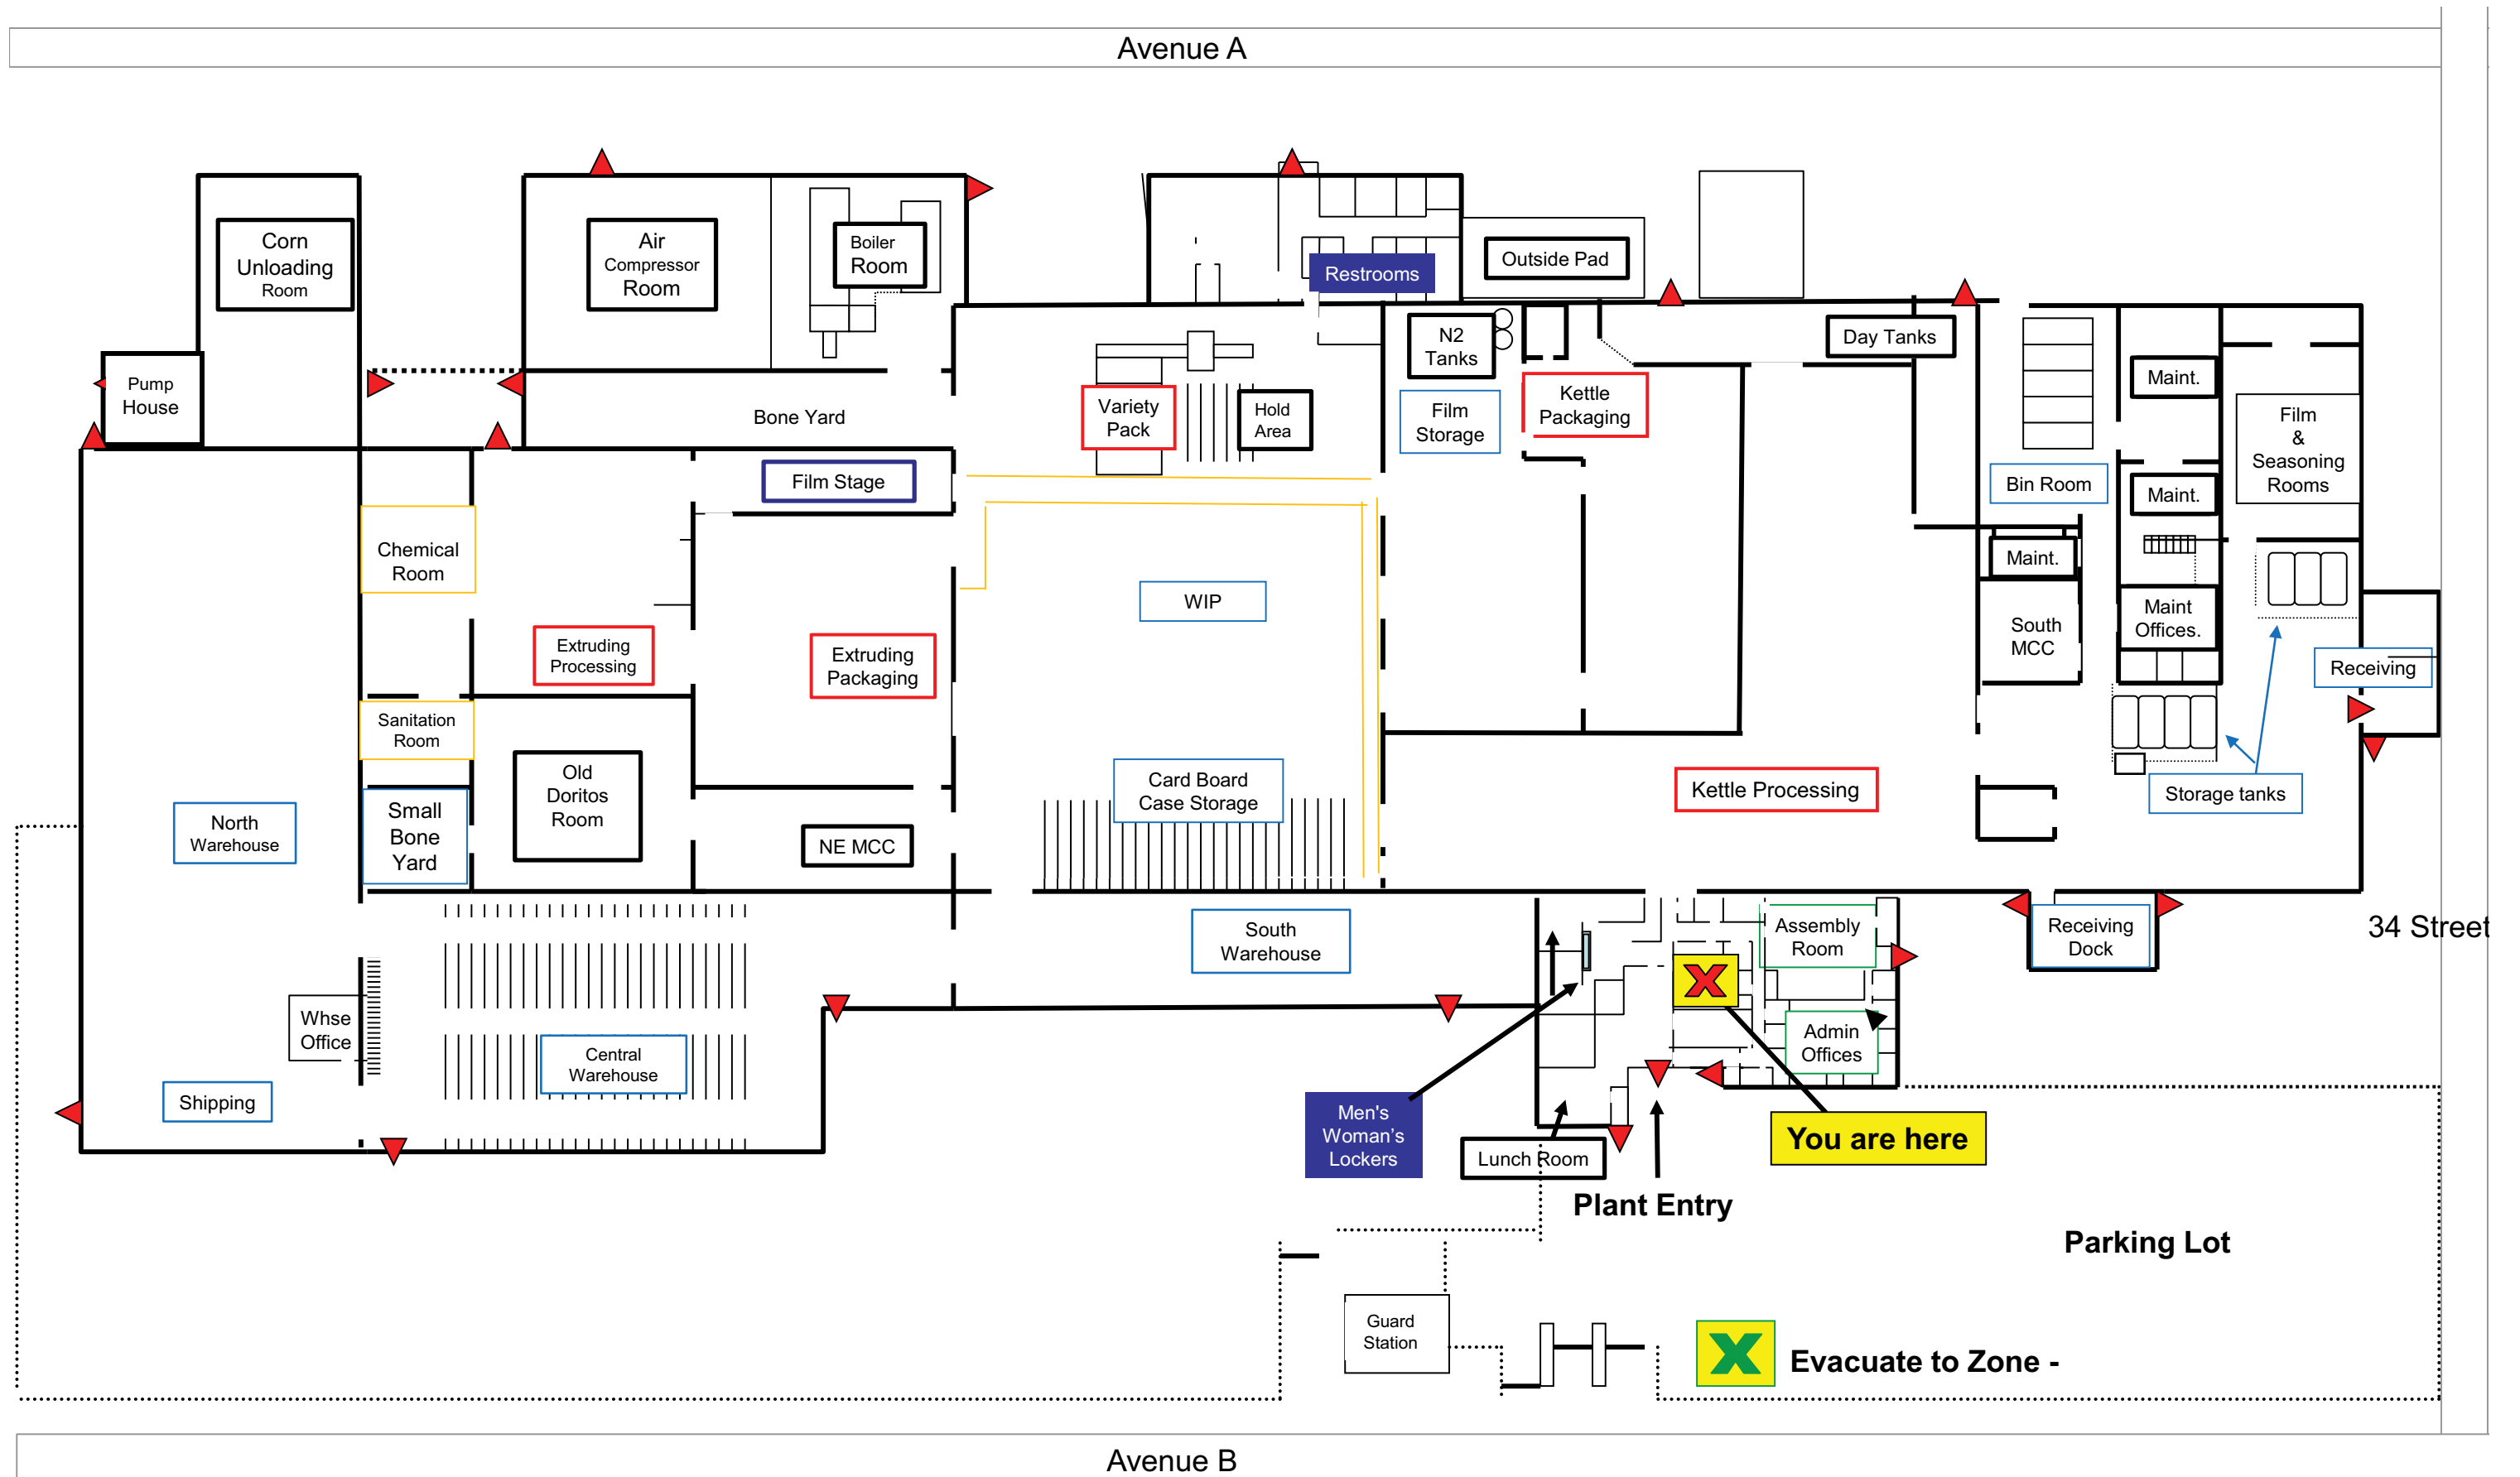 Avenue A
Corn
Unloading
Room
Air
Compressor
Room
Boiler
Room
Restrooms
Outside Pad
Pump
House
Bone Yard
Variety
Pack
Hold
Area
N2
Tanks
Film
Storage
Kettle
Packaging
Day Tanks
Maint.
Film
&
Seasoning
Rooms
Film Stage
Bin Room
Maint.
Chemical
Room
Maint.
WIP
Extruding
Processing
Extruding
Packaging
South
MCC
Maint
Offices.
Receiving
Sanitation
Room
Old
Doritos
Room
Card Board
Case Storage
Kettle Processing
Storage tanks
North
Warehouse
Small
Bone
Yard
NE MCC
South
Warehouse
Assembly
Room
Receiving
Dock
34 Street
X
Whse
Office
Central
Warehouse
Admin
Offices
Shipping
Men's
Woman's
Lockers
Lunch Room
You are here
Plant Entry
Parking Lot
Guard
Station
X
Evacuate to Zone -
Avenue B